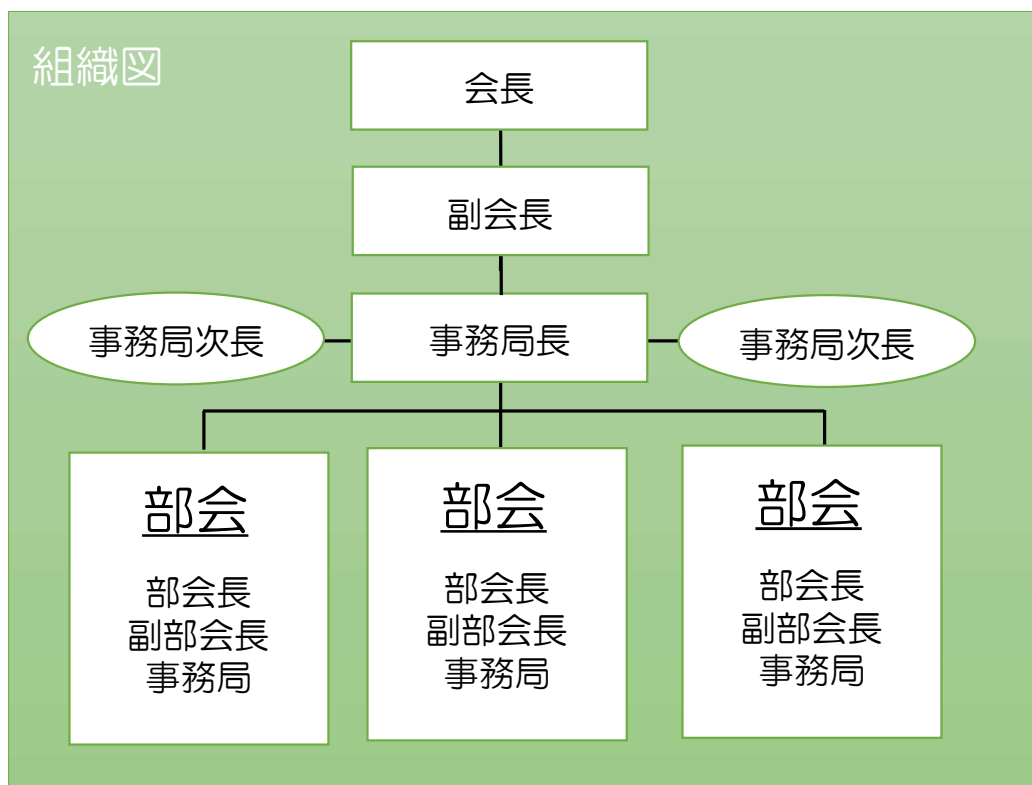 組織図
会長
副会長
事務局次長
事務局長
事務局次長
部会
部会長
副部会長
事務局
部会
部会長
副部会長
事務局
部会
部会長
副部会長
事務局